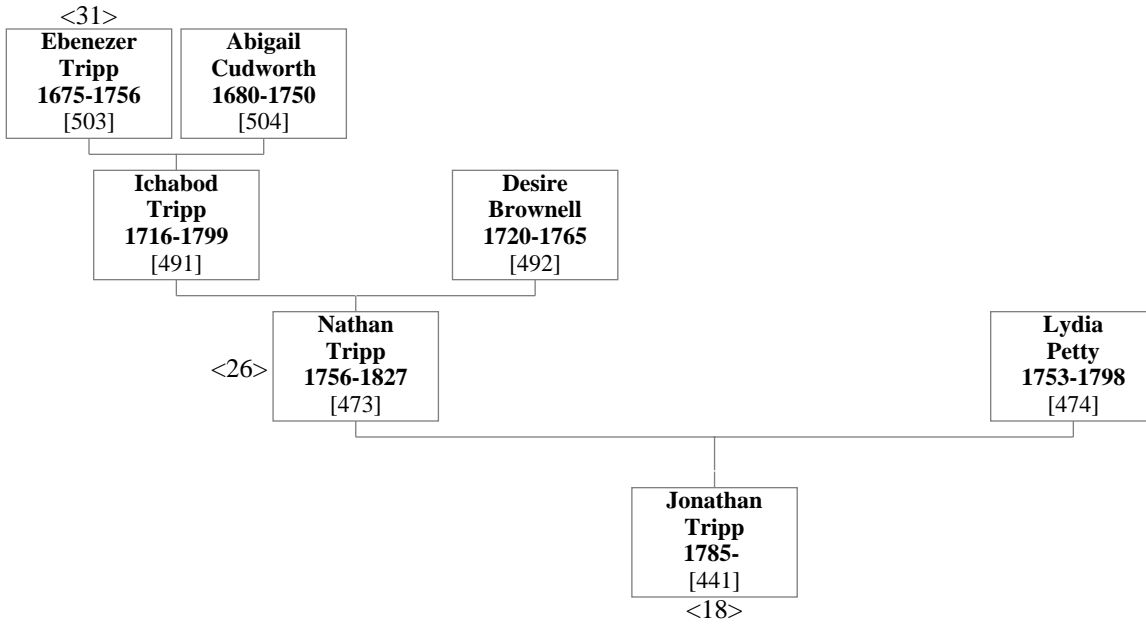 <31>
Ebenezer
Tripp
1675-1756
[503]
Abigail
Cudworth
1680-1750
[504]
Ichabod
Tripp
1716-1799
[491]
Desire
Brownell
1720-1765
[492]
<26>
Nathan
Tripp
1756-1827
[473]
Lydia
Petty
1753-1798
[474]
Jonathan
Tripp
1785-
[441]
<18>